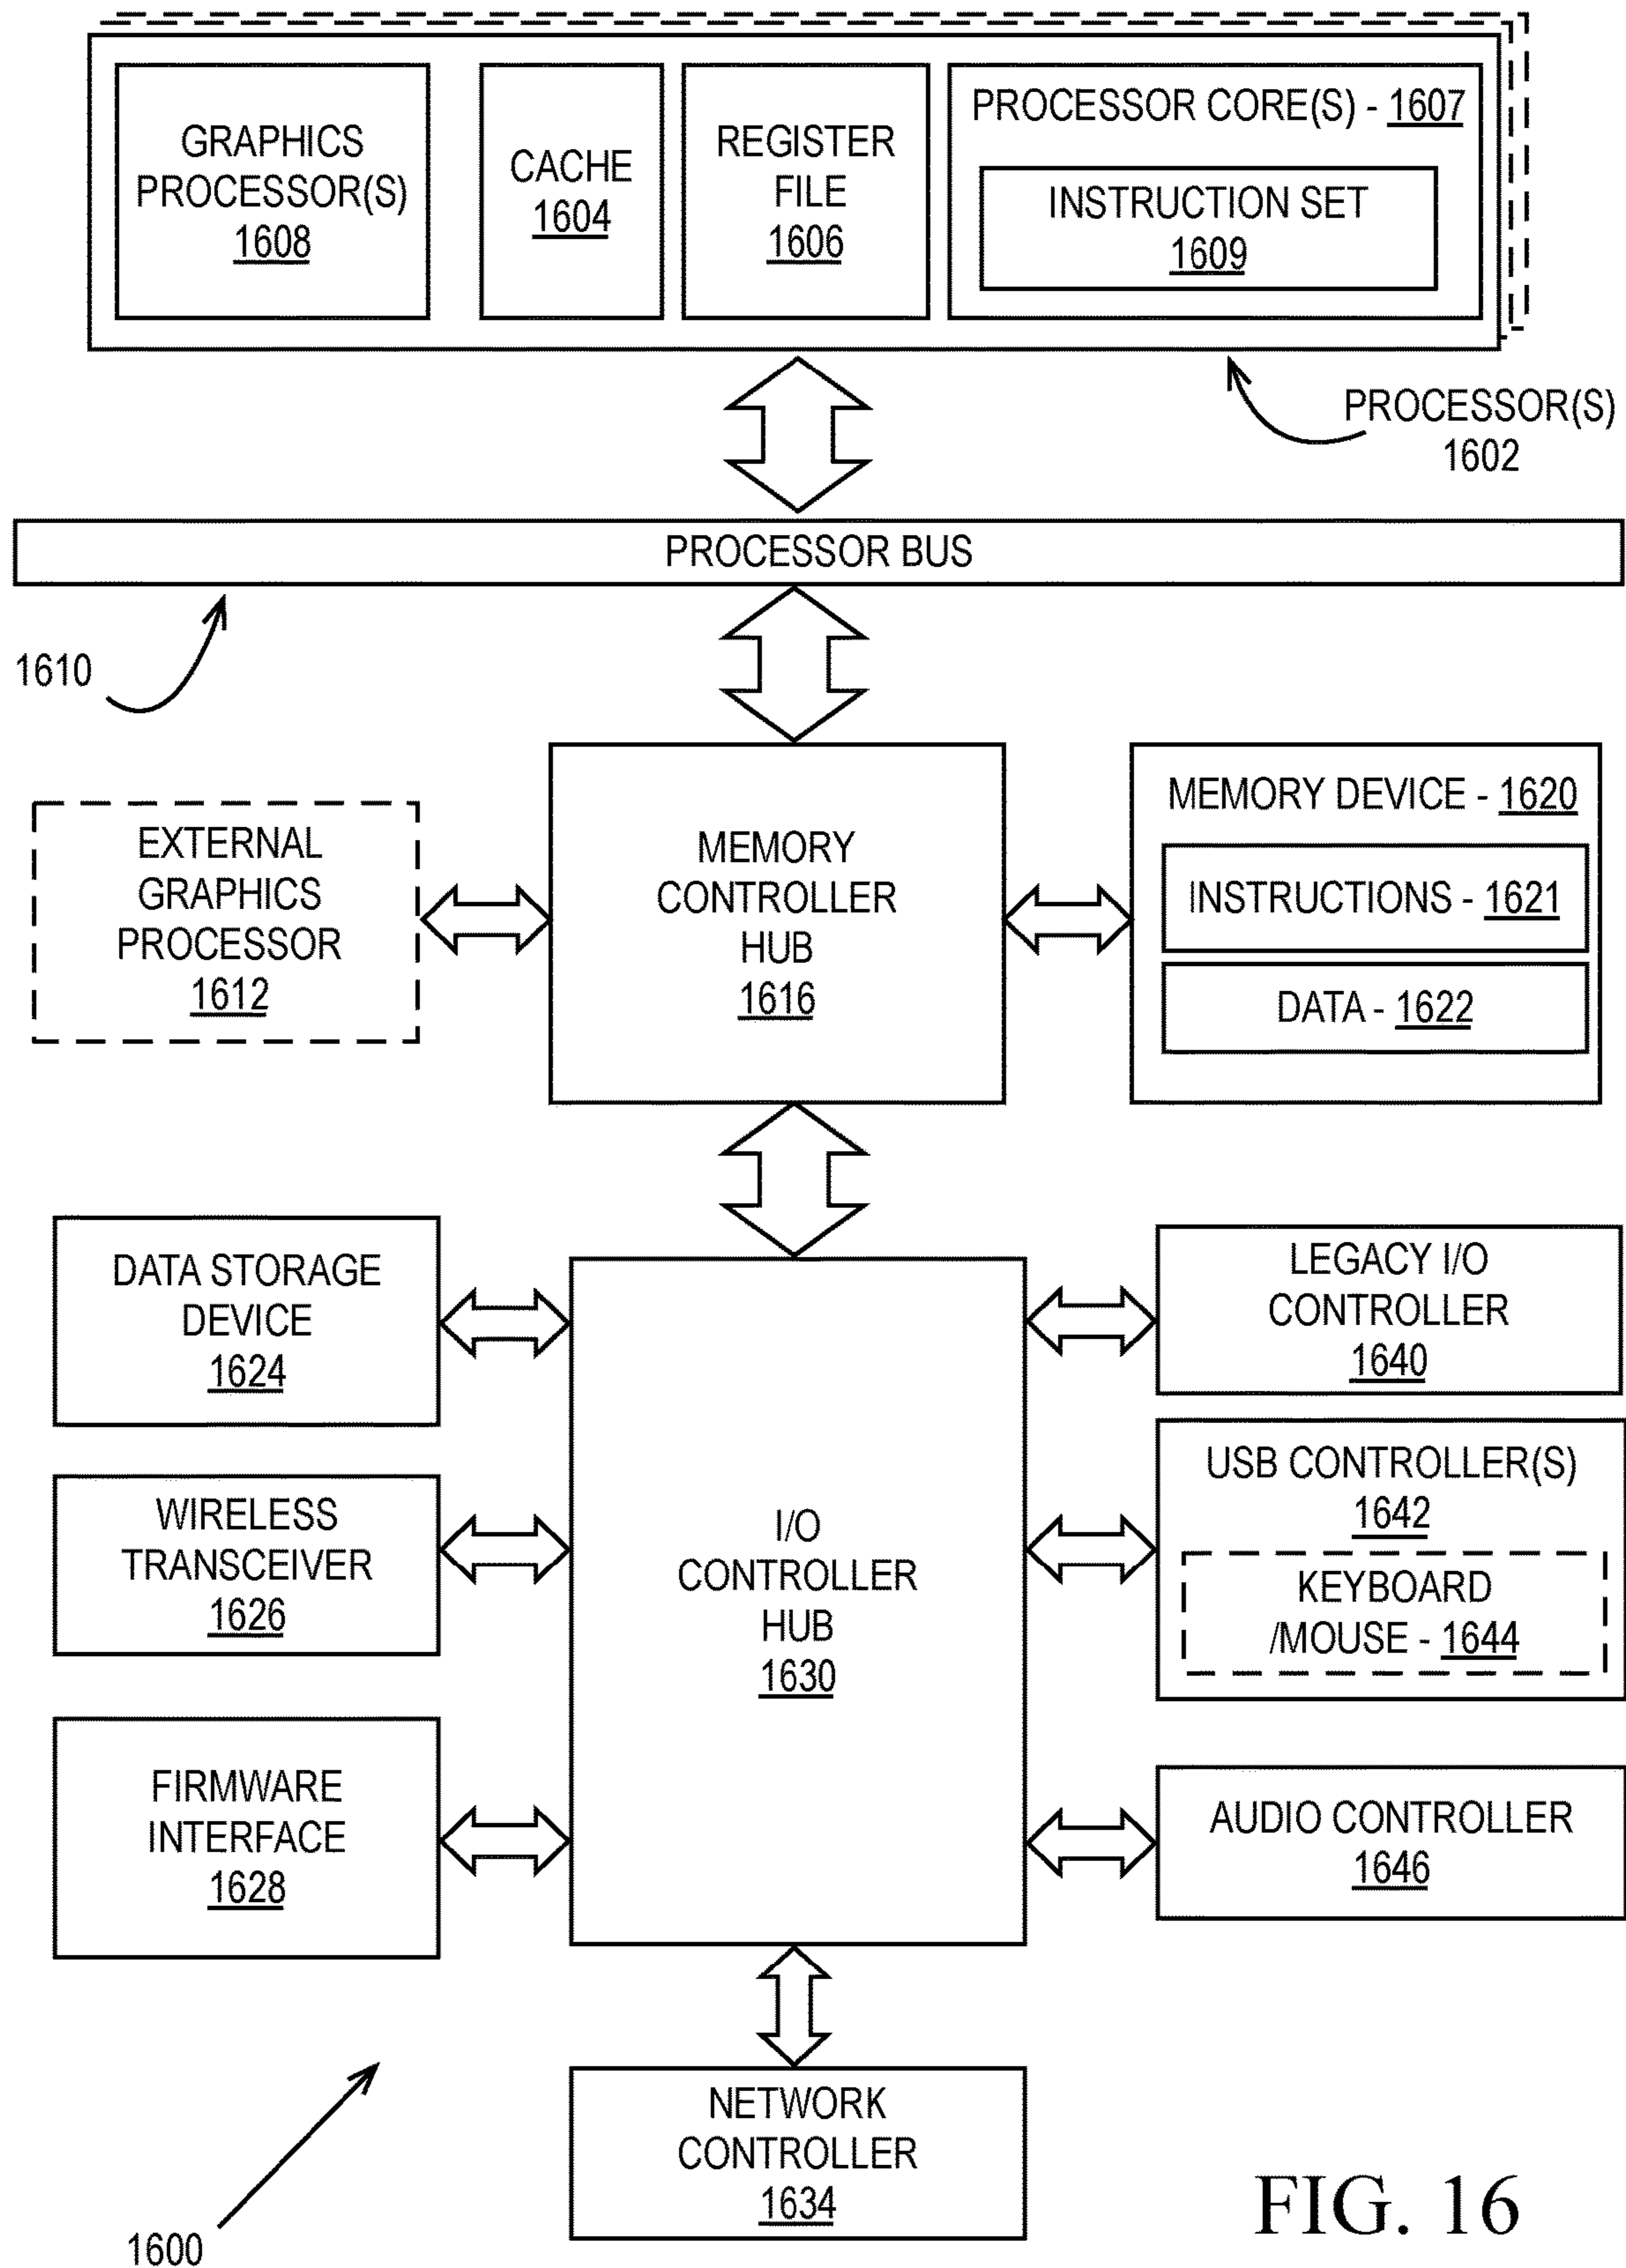 GRAPHICS
PROCESSOR(S)
1608
CACHE
1604
REGISTER
FILE
1606
PROCESSOR CORE(S) - 1607
INSTRUCTION SET
1609
PROCESSOR(S)
1602
PROCESSOR BUS
1610
EXTERNAL
GRAPHICS
PROCESSOR
1612
MEMORY
CONTROLLER
HUB
1616
MEMORY DEVICE - 1620
INSTRUCTIONS - 1621
DATA - 1622
DATA STORAGE
DEVICE
1624
WIRELESS
TRANSCEIVER
1626
FIRMWARE
INTERFACE
1628
I/O
CONTROLLER
HUB
1630
LEGACY I/O
CONTROLLER
1640
USB CONTROLLER(S)
1642
KEYBOARD
/MOUSE - 1644
AUDIO CONTROLLER
1646
NETWORK
CONTROLLER
1634
1600
FIG. 16